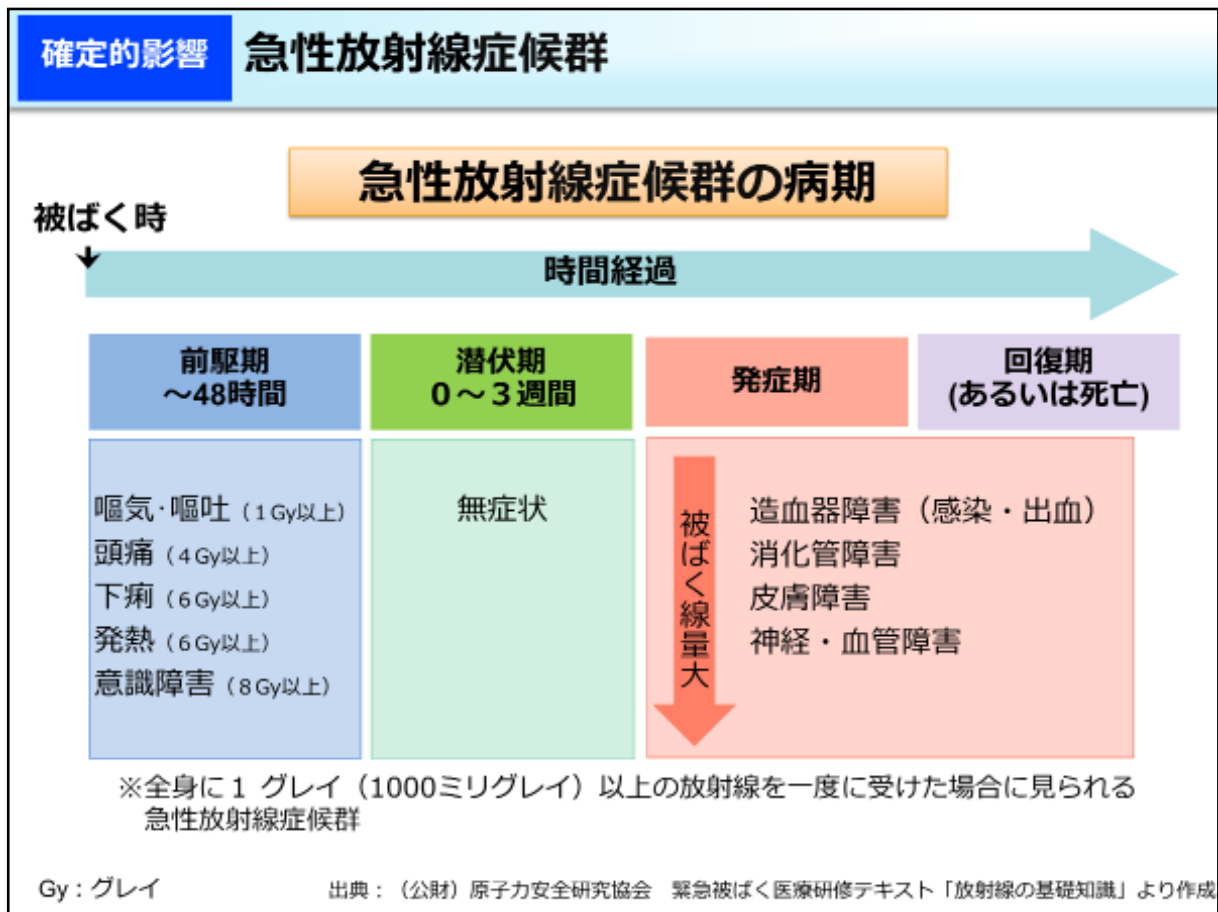 確定的影響
急性放射線症候群
急性放射線症候群の病期
被ばく時
時間経過
前駆期
～48時間
潜伏期
０～３週間
発症期
回復期
(あるいは死亡)
嘔気･嘔吐（１Gy以上）
頭痛（４Gy以上）
下痢（６Gy以上）
発熱（６Gy以上）
意識障害（８Gy以上）
無症状
被ばく線量大
造血器障害（感染・出血）
消化管障害
皮膚障害
神経・血管障害
※全身に１ グレイ（1000ミリグレイ）以上の放射線を一度に受けた場合に見られる
急性放射線症候群
Gy：グレイ
出典：（公財）原子力安全研究協会　緊急被ばく医療研修テキスト「放射線の基礎知識」より作成